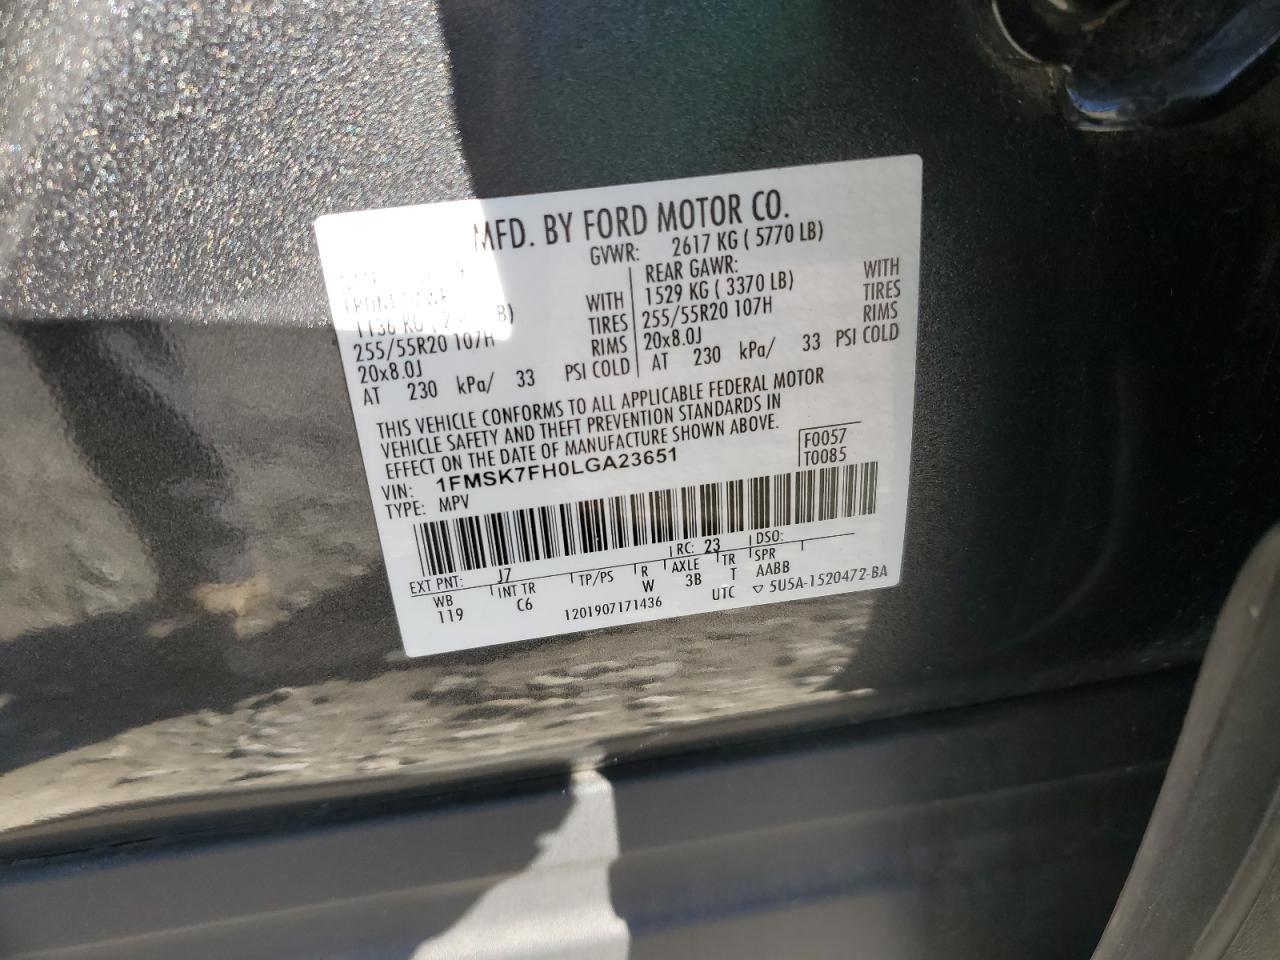 MFD. BY FORD MOTOR CO.
GVWR: 2617 KG ( 5770 LB)
1136 KG
WITH
255/55R20 107H TIRES
20x8.0J RIMS
AT 230 kPa/ 33 PSI COLD
REAR GAWR:
1529 KG ( 3370 LB) WITH
255/55R20 107H TIRES
20x8.0J RIMS
AT 230 kPa/ 33 PSI COLD
THIS VEHICLE CONFORMS TO ALL APPLICABLE FEDERAL MOTOR
VEHICLE SAFETY AND THEFT PREVENTION STANDARDS IN
EFFECT ON THE DATE OF MANUFACTURE SHOWN ABOVE.
F0057
T0085
VIN: 1FMSK7FH0LGA23651
TYPE: MPV
RC: 23 DSO:
EXT PNT: J7
WB INT TR TP/PS R AXLE TR SPR
119 C6 W 3B T AABB
1201907171436 UTC ▽ 5U5A-1520472-BA